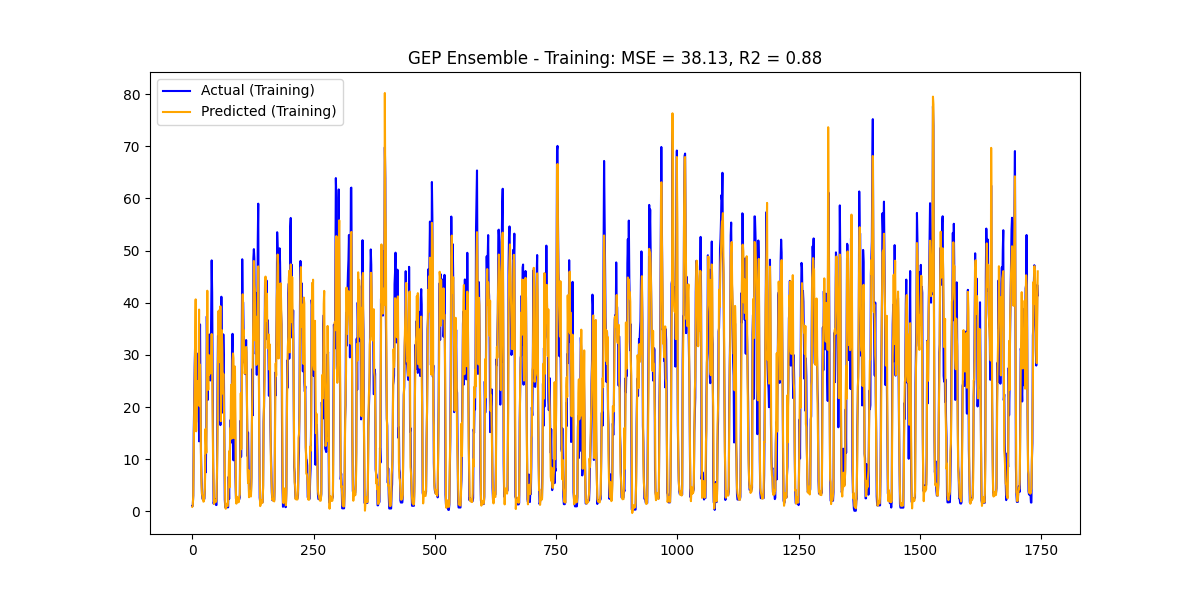 GEP Ensemble - Training: MSE = 38.13, R2 = 0.88
Actual (Training)
Predicted (Training)
80
70
60
50
40
30
20
10
0
0 250 500 750 1000 1250 1500 1750